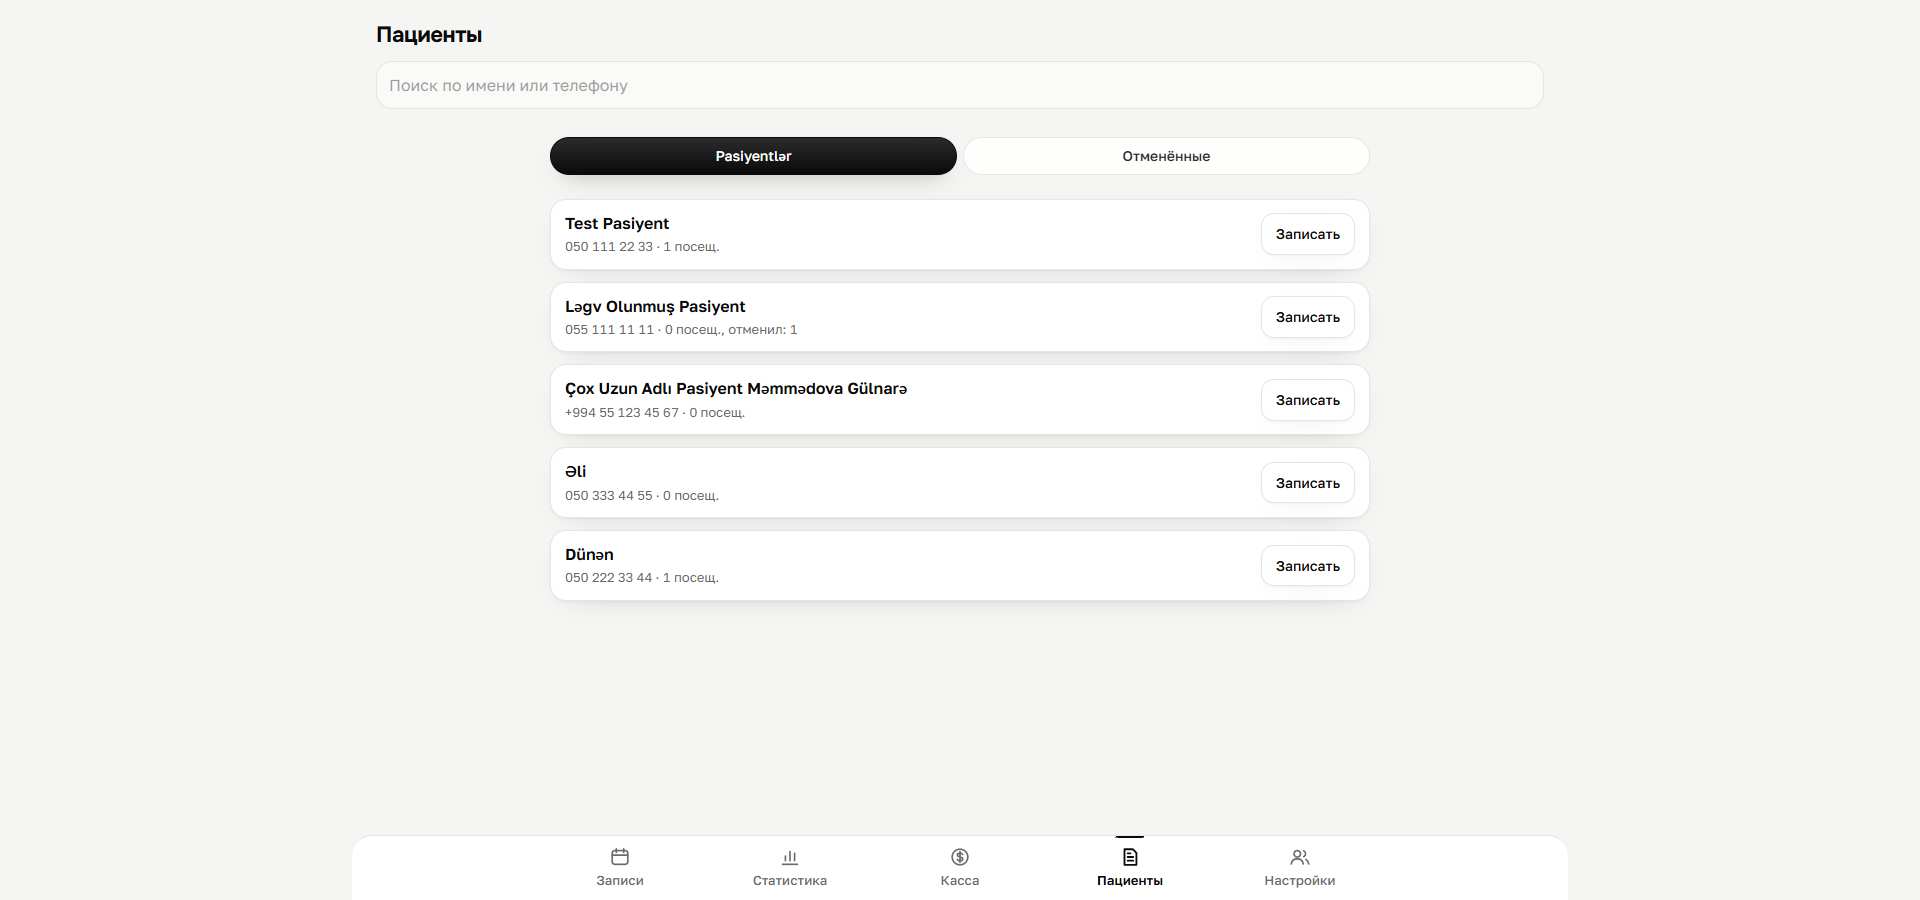 Пациенты
Поиск по имени или телефону
Pasiyentlər
Отменённые
Test Pasiyent
050 111 22 33 · 1 посещ.
Записать
Ləgv Olunmuş Pasiyent
055 111 11 11 · 0 посещ., отменил: 1
Записать
Çox Uzun Adlı Pasiyent Məmmədova Gülnarə
+994 55 123 45 67 · 0 посещ.
Записать
Əli
050 333 44 55 · 0 посещ.
Записать
Dünən
050 222 33 44 · 1 посещ.
Записать
Записи
Статистика
Касса
Пациенты
Настройки